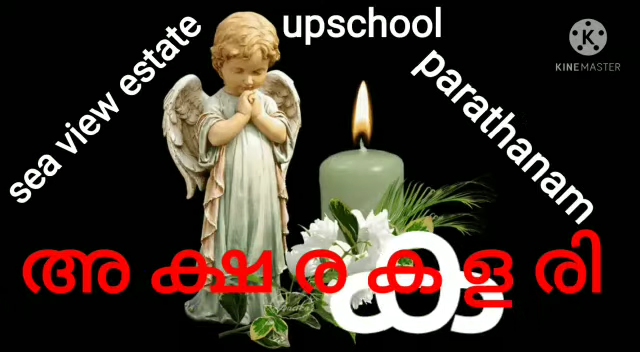 sea view estate
upschool
parathanam
KINEMASTER
അ ക്ഷ ര ക ള രി